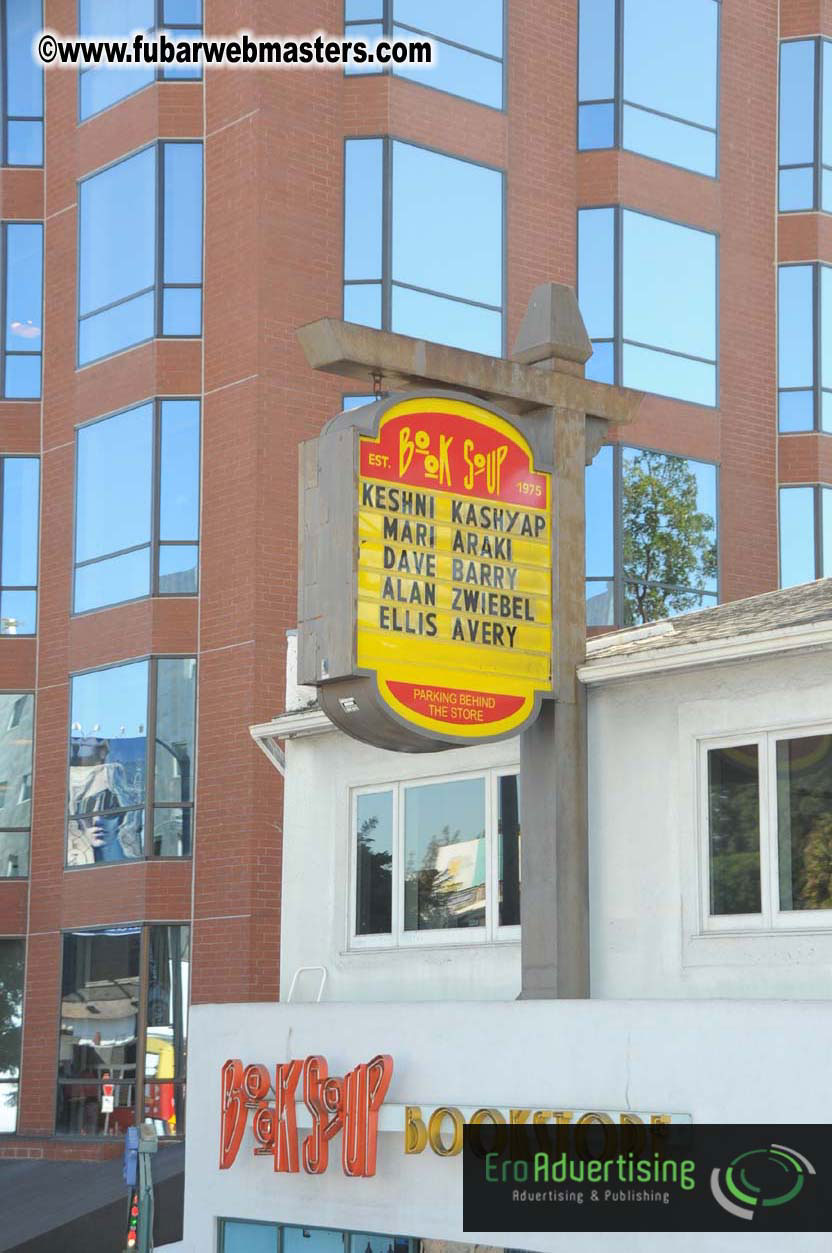 ©www.fubarwebmasters.com
BOOK SOUP
EST. 1975
KESHNI KASHYAP
MARI ARAKI
DAVE BARRY
ALAN ZWIEBEL
ELLIS AVERY
PARKING BEHIND
THE STORE
BOOK SOUP BOOKSTORE
EroAdvertising
Advertising & Publishing